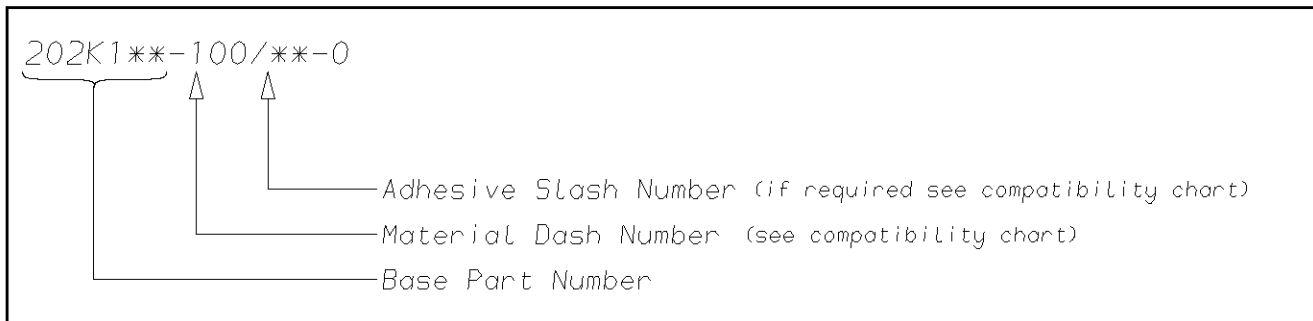 202K1**-100/**-0
Adhesive Slash Number (if required see compatibility chart)
Material Dash Number (see compatibility chart)
Base Part Number